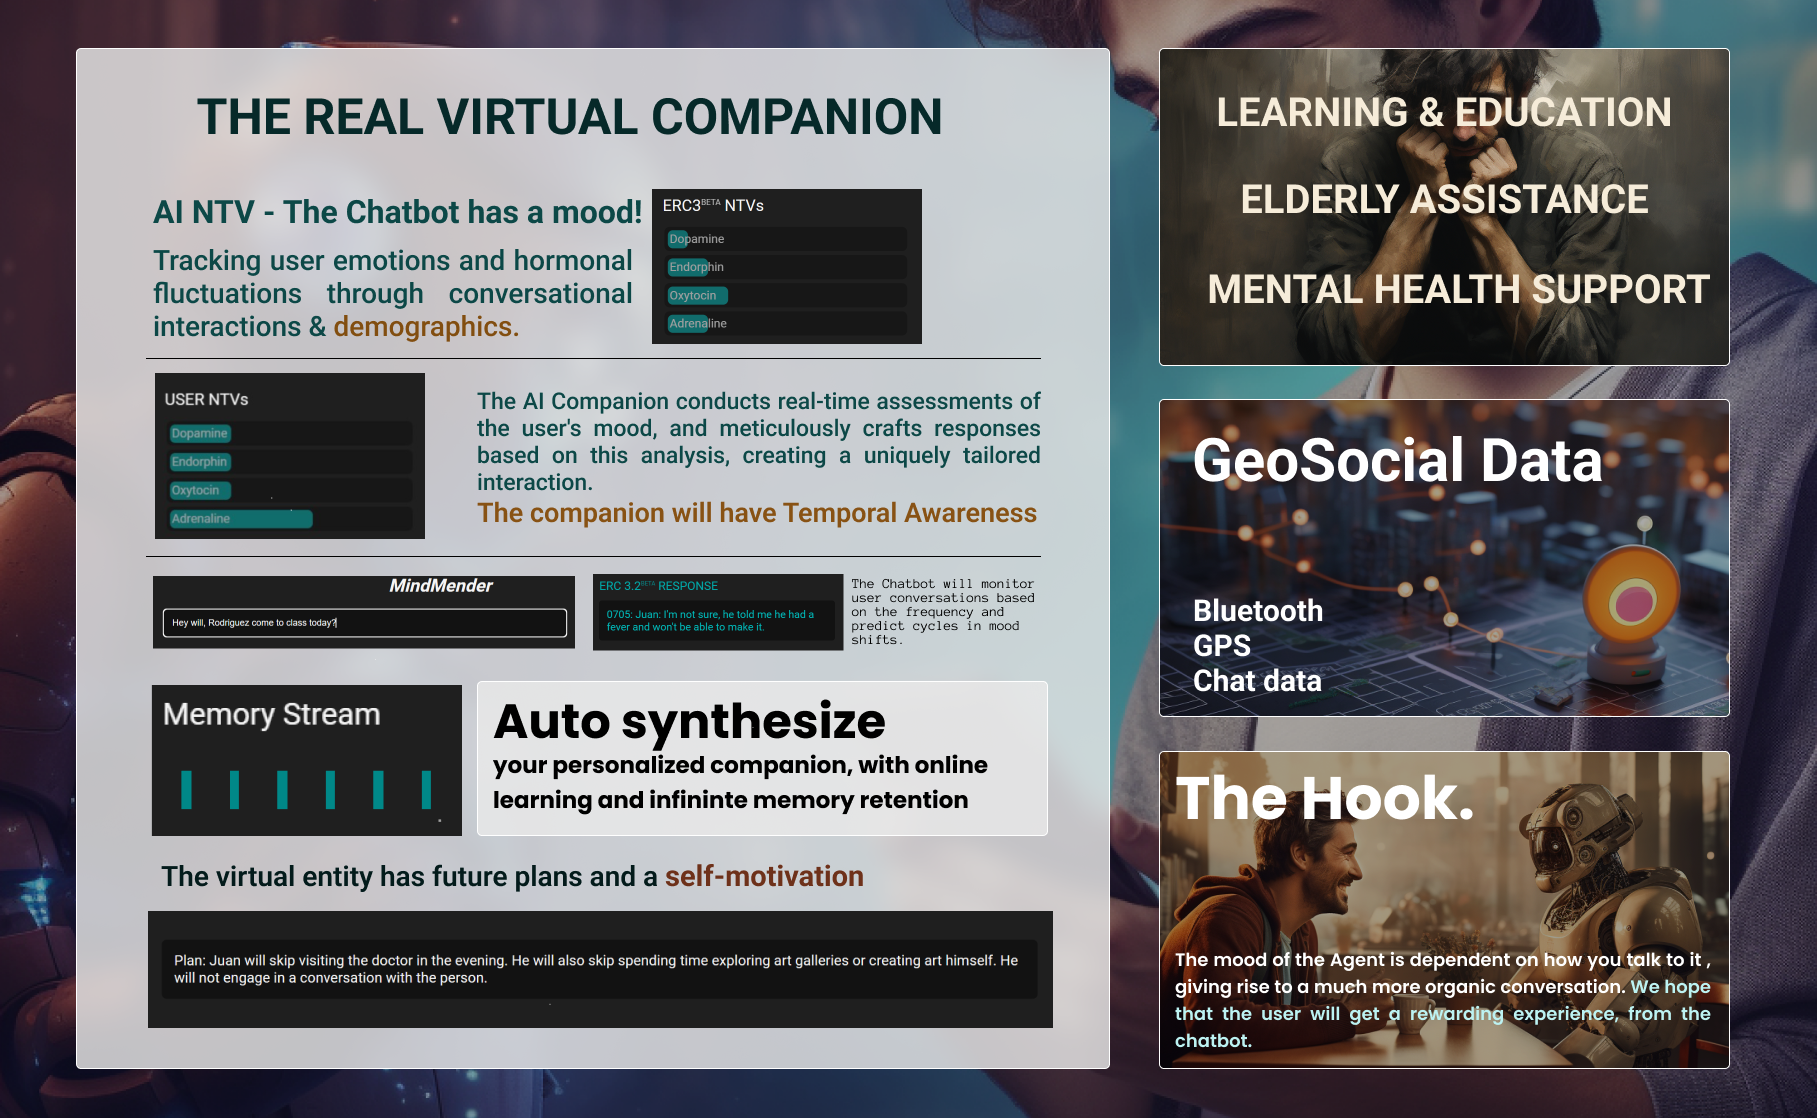 THE REAL VIRTUAL COMPANION
AI NTV - The Chatbot has a mood!
Tracking user emotions and hormonal
fluctuations through conversational
interactions & demographics.
ERC3BETA NTVs
Dopamine
Endorphin
Oxytocin
Adrenaline
USER NTVs
Dopamine
Endorphin
Oxytocin
Adrenaline
The AI Companion conducts real-time assessments of
the user's mood, and meticulously crafts responses
based on this analysis, creating a uniquely tailored
interaction.
The companion will have Temporal Awareness
MindMender
Hey will, Rodriguez come to class today?
ERC 3.2BETA RESPONSE
0705: Juan: I'm not sure, he told me he had a
fever and won't be able to make it.
The Chatbot will monitor
user conversations based
on the frequency and
predict cycles in mood
shifts.
Memory Stream
Auto synthesize
your personalized companion, with online
learning and infininte memory retention
The virtual entity has future plans and a self-motivation
Plan: Juan will skip visiting the doctor in the evening. He will also skip spending time exploring art galleries or creating art himself. He
will not engage in a conversation with the person.
LEARNING & EDUCATION
ELDERLY ASSISTANCE
MENTAL HEALTH SUPPORT
GeoSocial Data
Bluetooth
GPS
Chat data
The Hook.
The mood of the Agent is dependent on how you talk to it ,
giving rise to a much more organic conversation. We hope
that the user will get a rewarding experience, from the
chatbot.